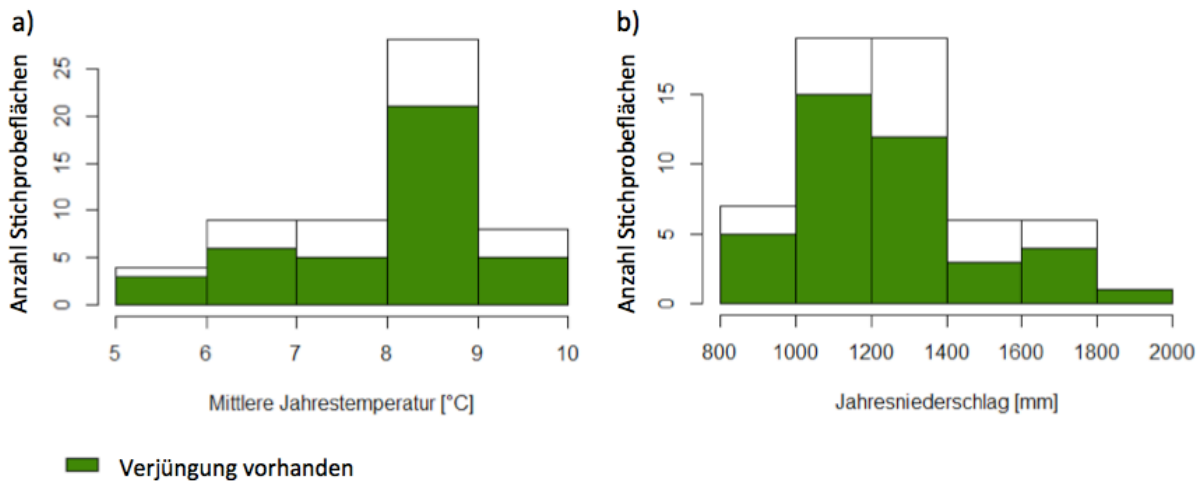 a)
Anzahl Stichprobeflächen
0
5
10
15
20
25
5 6 7 8 9 10
Mittlere Jahrestemperatur [°C]
b)
Anzahl Stichprobeflächen
0
5
10
15
800 1000 1200 1400 1600 1800 2000
Jahresniederschlag [mm]
Verjüngung vorhanden